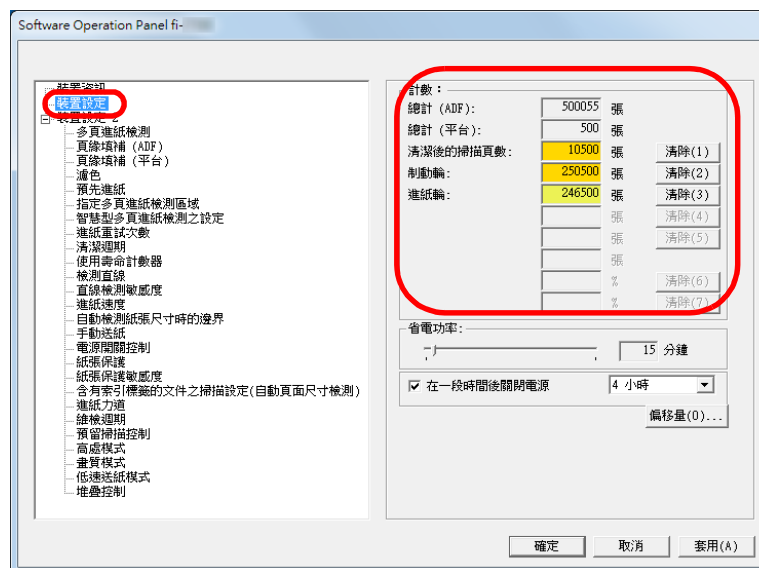 Software Operation Panel fi-
裝置資訊
裝置設定
裝置設定 2
多頁進紙檢測
頁緣填補 (ADF)
頁緣填補 (平台)
濾色
預先進紙
指定多頁進紙檢測區域
智慧型多頁進紙檢測之設定
進紙重試次數
清潔週期
使用壽命計數器
檢測直線
直線檢測敏感度
進紙速度
自動檢測紙張尺寸時的邊界
手動送紙
電源開關控制
紙張保護
紙張保護敏感度
含有索引標籤的文件之掃描設定(自動頁面尺寸檢測)
進紙力道
維檢週期
預留掃描控制
高處模式
畫質模式
低速送紙模式
堆疊控制
計數：
總計 (ADF): 500055 張
總計 (平台): 500 張
清潔後的掃描頁數: 10500 張 清除(1)
制動輪: 250500 張 清除(2)
進紙輪: 246500 張 清除(3)
張 清除(4)
張 清除(5)
張
% 清除(6)
% 清除(7)
省電功率:
15 分鐘
在一段時間後關閉電源 4 小時
偏移量(O)...
確定 取消 套用(A)